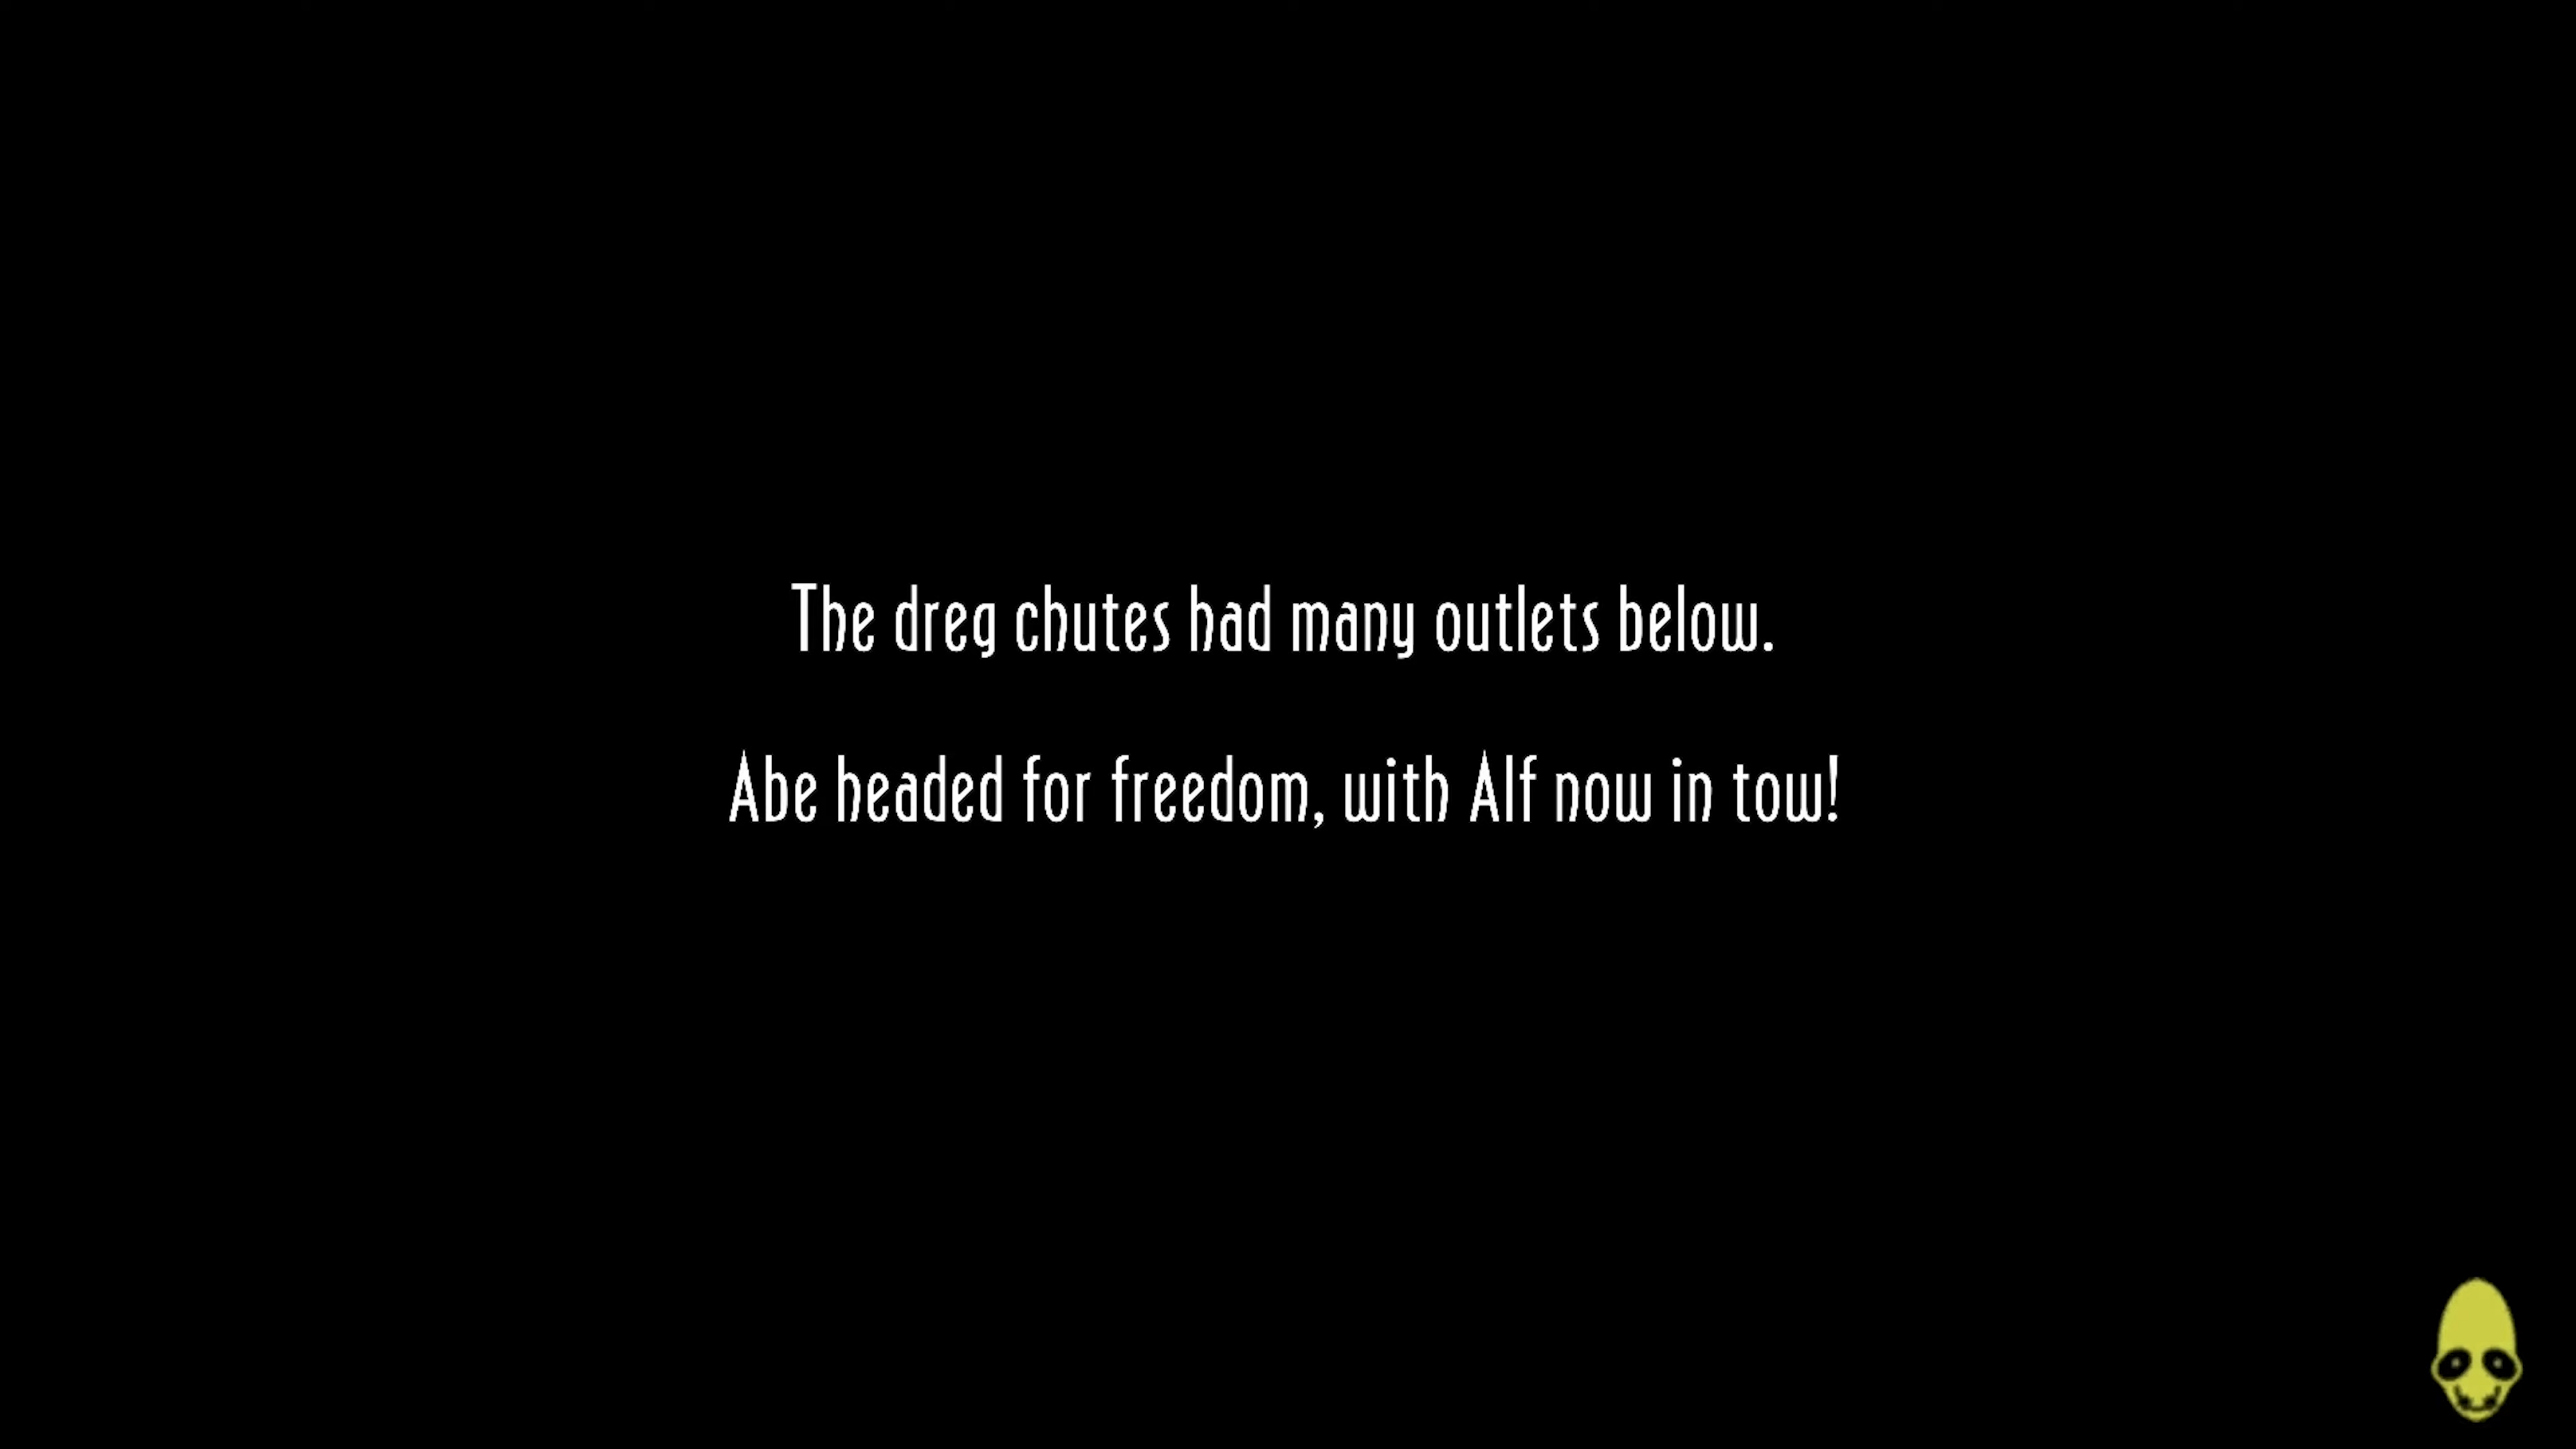 The dreg chutes had many outlets below.
Abe headed for freedom, with Alf now in tow!